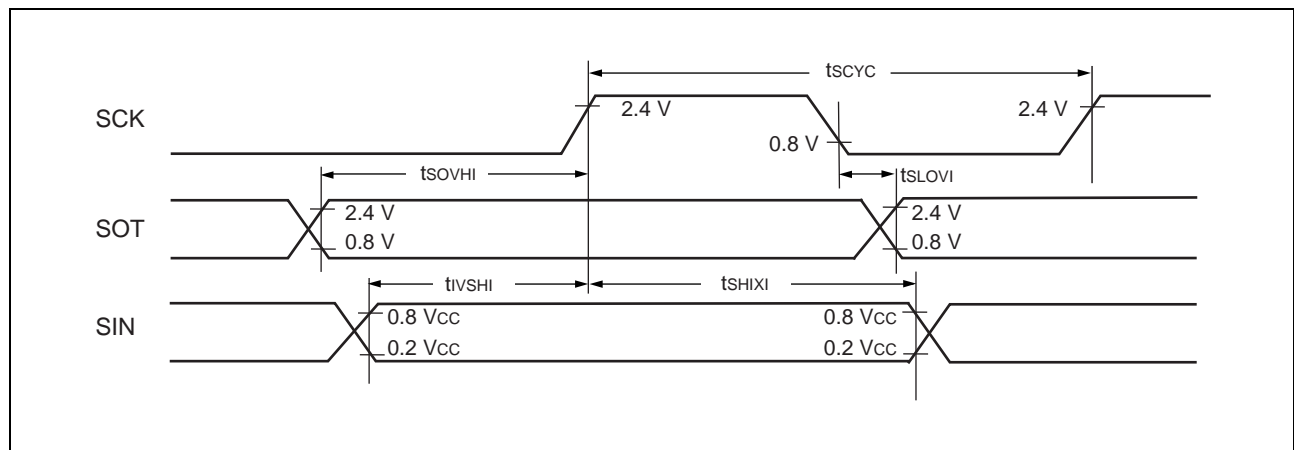 tSCYC
SCK
2.4 V
2.4 V
0.8 V
tSOVHI
tSLOVI
SOT
2.4 V
2.4 V
0.8 V
0.8 V
tIVSHI
tSHIXI
SIN
0.8 VCC
0.8 VCC
0.2 VCC
0.2 VCC